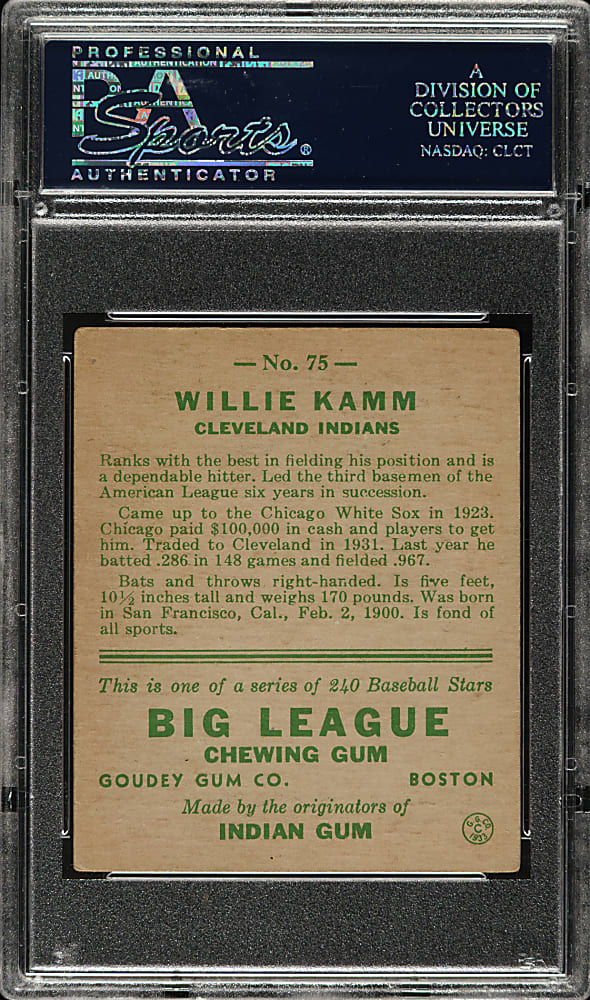 PROFESSIONAL
PSA
Sports ®
AUTHENTICATOR
A
DIVISION OF
COLLECTORS
UNIVERSE
NASDAQ: CLCT
— No. 75 —
WILLIE KAMM
CLEVELAND INDIANS
Ranks with the best in fielding his position and is
a dependable hitter. Led the third basemen of the
American League six years in succession.
Came up to the Chicago White Sox in 1923.
Chicago paid $100,000 in cash and players to get
him. Traded to Cleveland in 1931. Last year he
batted .286 in 148 games and fielded .967.
Bats and throws right-handed. Is five feet,
10½ inches tall and weighs 170 pounds. Was born
in San Francisco, Cal., Feb. 2, 1900. Is fond of
all sports.
This is one of a series of 240 Baseball Stars
BIG LEAGUE
CHEWING GUM
GOUDEY GUM CO. BOSTON
Made by the originators of
INDIAN GUM
G. G. CO.
C
1933